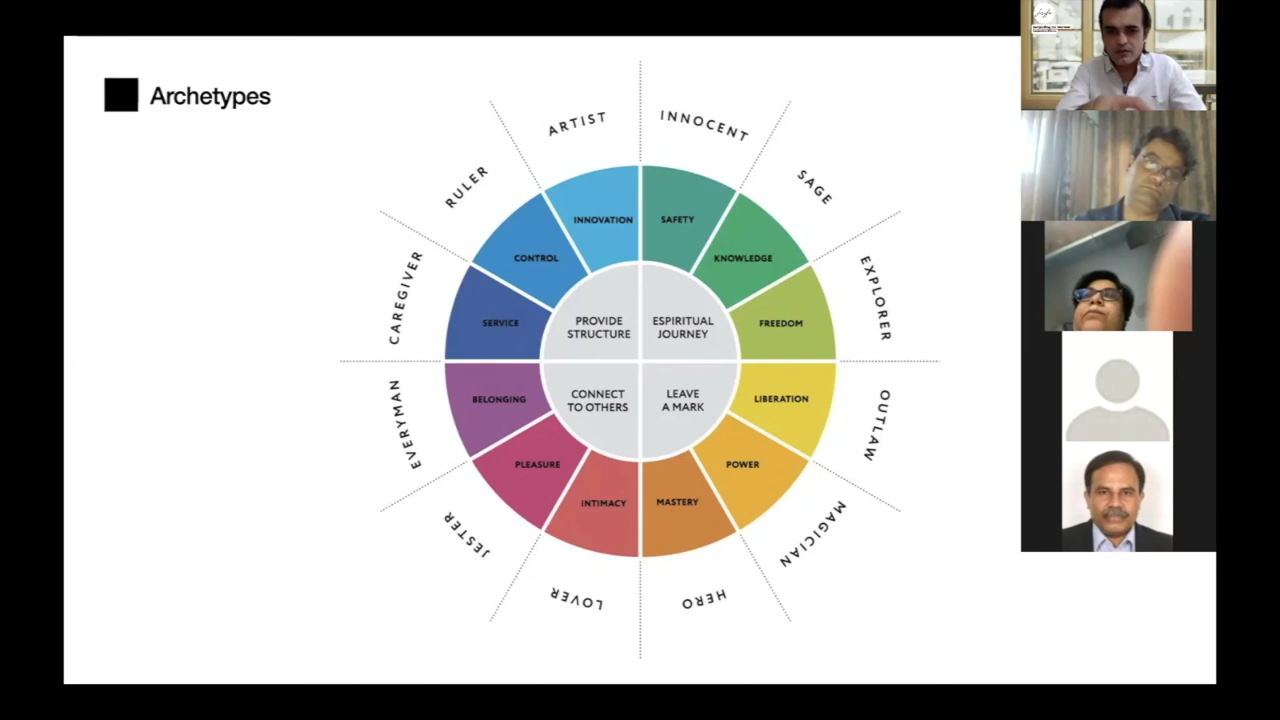 Archetypes
ARTIST
INNOCENT
RULER
SAGE
CAREGIVER
EXPLORER
EVERYMAN
OUTLAW
JESTER
MAGICIAN
LOVER
HERO
INNOVATION
SAFETY
CONTROL
KNOWLEDGE
SERVICE
FREEDOM
BELONGING
LIBERATION
PLEASURE
POWER
INTIMACY
MASTERY
PROVIDE
STRUCTURE
ESPIRITUAL
JOURNEY
CONNECT
TO OTHERS
LEAVE
A MARK